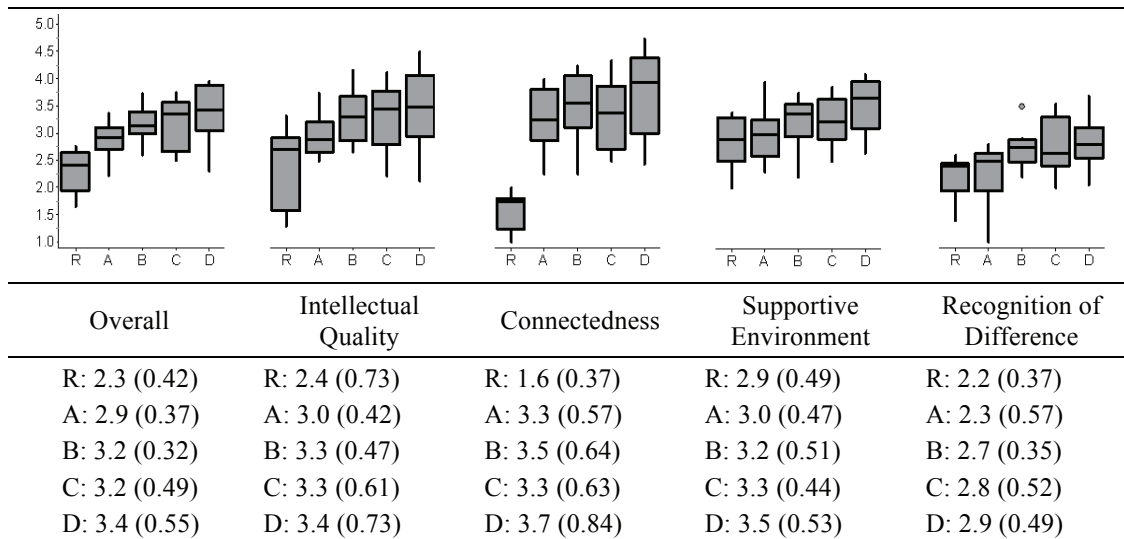 5.0
4.5
4.0
3.5
3.0
2.5
2.0
1.5
1.0
R A B C D R A B C D R A B C D R A B C D R A B C D
Overall Intellectual Quality Connectedness Supportive Environment Recognition of Difference
R: 2.3 (0.42) R: 2.4 (0.73) R: 1.6 (0.37) R: 2.9 (0.49) R: 2.2 (0.37)
A: 2.9 (0.37) A: 3.0 (0.42) A: 3.3 (0.57) A: 3.0 (0.47) A: 2.3 (0.57)
B: 3.2 (0.32) B: 3.3 (0.47) B: 3.5 (0.64) B: 3.2 (0.51) B: 2.7 (0.35)
C: 3.2 (0.49) C: 3.3 (0.61) C: 3.3 (0.63) C: 3.3 (0.44) C: 2.8 (0.52)
D: 3.4 (0.55) D: 3.4 (0.73) D: 3.7 (0.84) D: 3.5 (0.53) D: 2.9 (0.49)